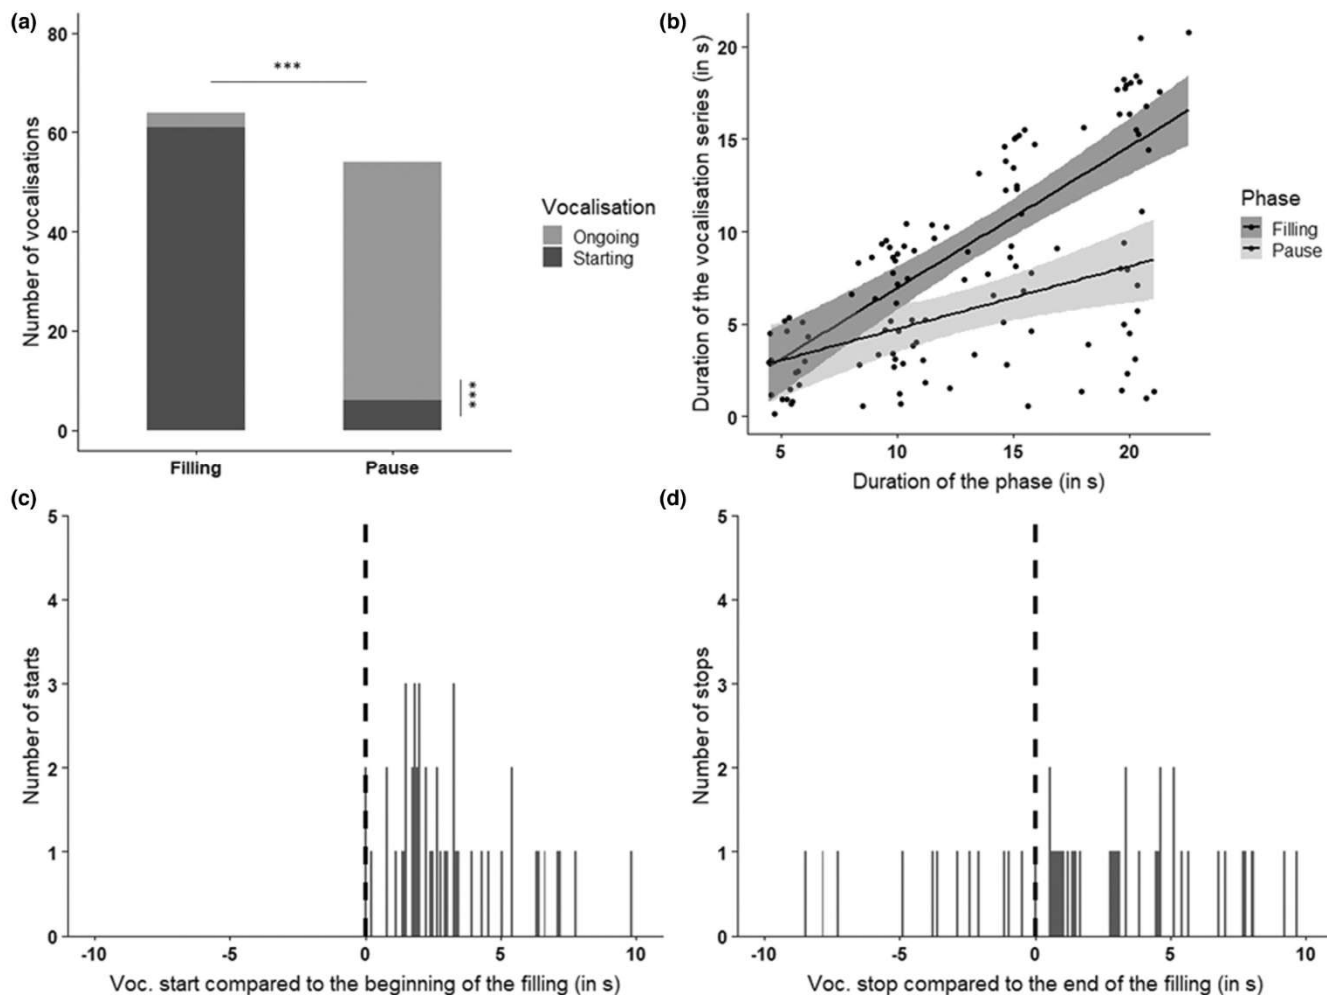 (a)
Number of vocalisations
80
60
40
20
0
***
***
Filling
Pause
Vocalisation
Ongoing
Starting
(b)
Duration of the vocalisation series (in s)
20
15
10
5
0
5
10
15
20
Duration of the phase (in s)
Phase
Filling
Pause
(c)
Number of starts
5
4
3
2
1
0
-10
-5
0
5
10
Voc. start compared to the beginning of the filling (in s)
(d)
Number of stops
5
4
3
2
1
0
-10
-5
0
5
10
Voc. stop compared to the end of the filling (in s)